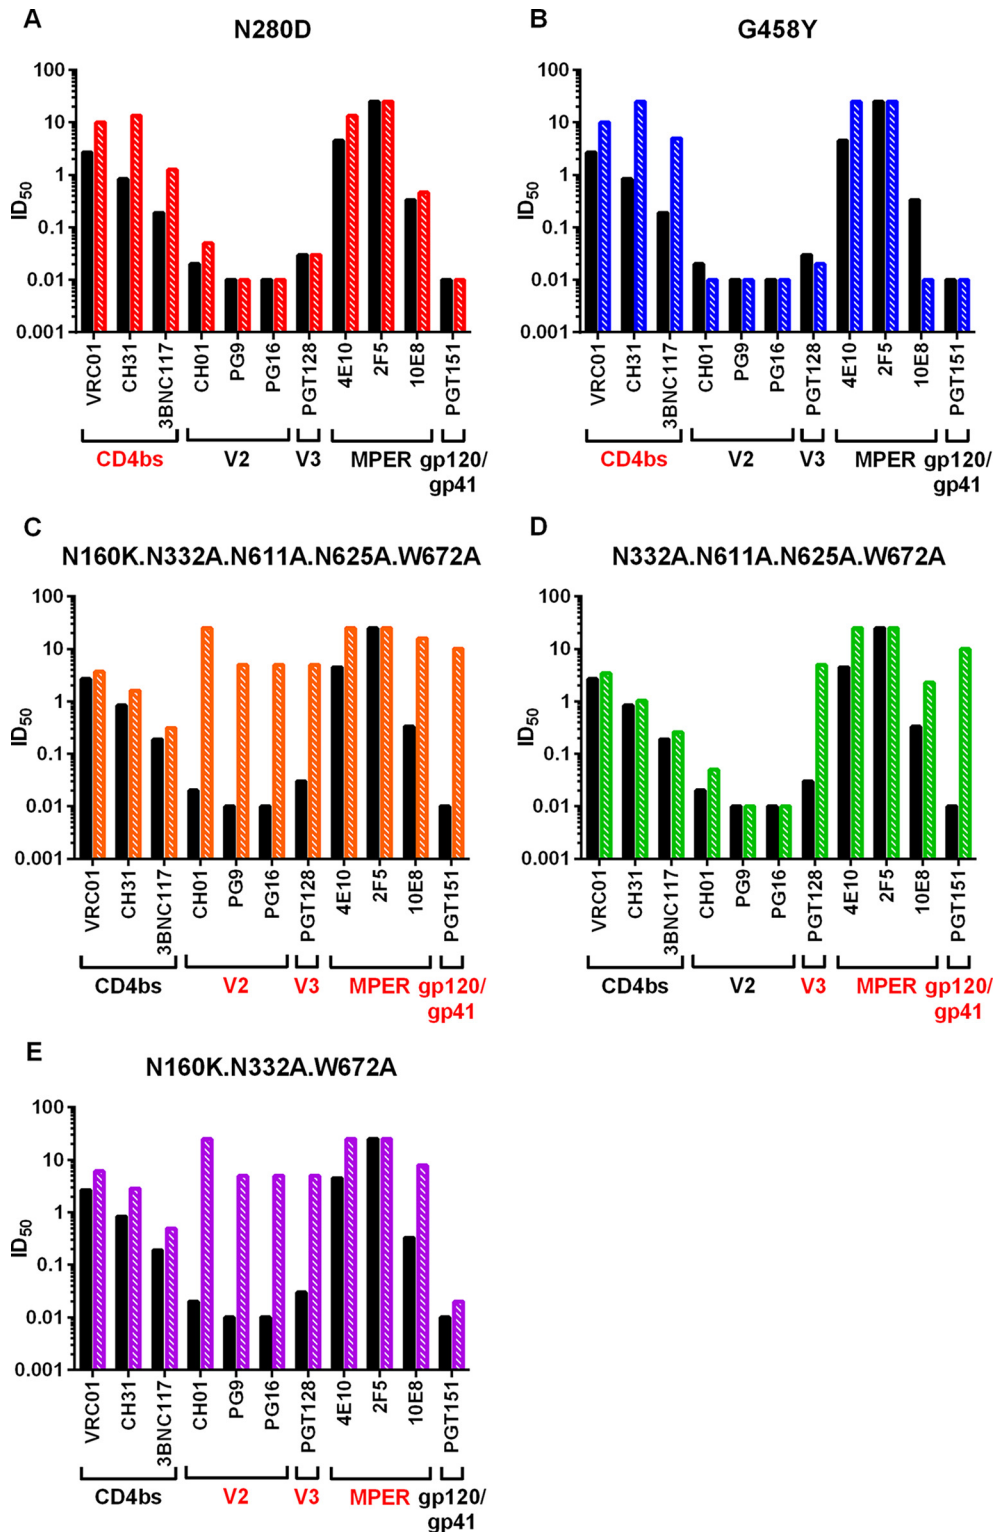 A
N280D
100
10
1
0.1
0.01
0.001
ID50
VRC01
CH31
3BNC117
CH01
PG9
PG16
PGT128
4E10
2F5
10E8
PGT151
CD4bs
V2
V3
MPER
gp120/
gp41
B
G458Y
100
10
1
0.1
0.01
0.001
ID50
VRC01
CH31
3BNC117
CH01
PG9
PG16
PGT128
4E10
2F5
10E8
PGT151
CD4bs
V2
V3
MPER
gp120/
gp41
C
N160K.N332A.N611A.N625A.W672A
100
10
1
0.1
0.01
0.001
ID50
VRC01
CH31
3BNC117
CH01
PG9
PG16
PGT128
4E10
2F5
10E8
PGT151
CD4bs
V2
V3
MPER
gp120/
gp41
D
N332A.N611A.N625A.W672A
100
10
1
0.1
0.01
0.001
ID50
VRC01
CH31
3BNC117
CH01
PG9
PG16
PGT128
4E10
2F5
10E8
PGT151
CD4bs
V2
V3
MPER
gp120/
gp41
E
N160K.N332A.W672A
100
10
1
0.1
0.01
0.001
ID50
VRC01
CH31
3BNC117
CH01
PG9
PG16
PGT128
4E10
2F5
10E8
PGT151
CD4bs
V2
V3
MPER
gp120/
gp41